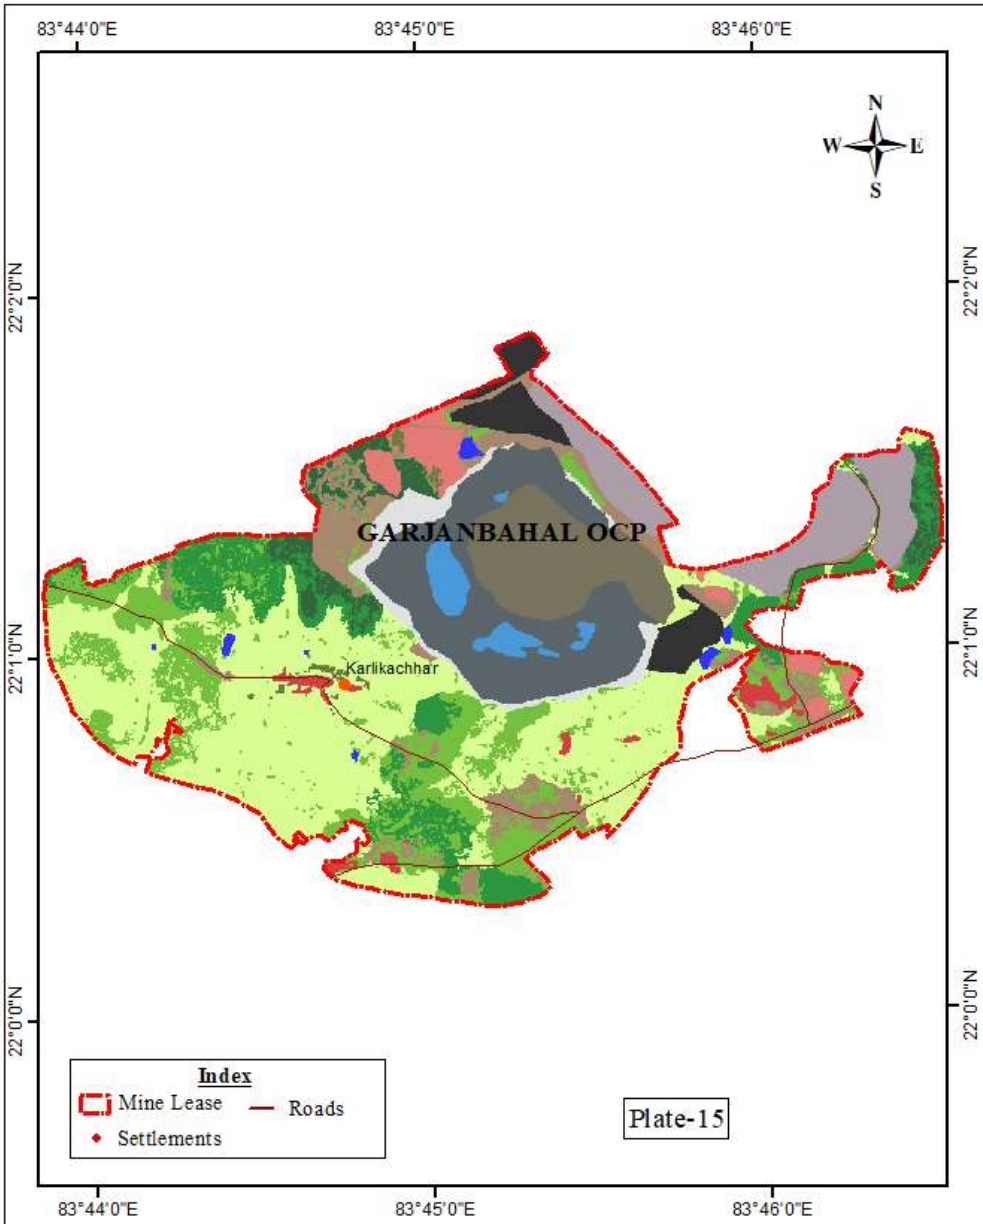 83°44'0"E 83°45'0"E 83°46'0"E
N
W E
S
22°2'0"N 22°2'0"N
GARJANBAHAL OCP
22°1'0"N 22°1'0"N
Karlikachhar
22°0'0"N 22°0'0"N
Index
Mine Lease Roads
Settlements
Plate-15
83°44'0"E 83°45'0"E 83°46'0"E